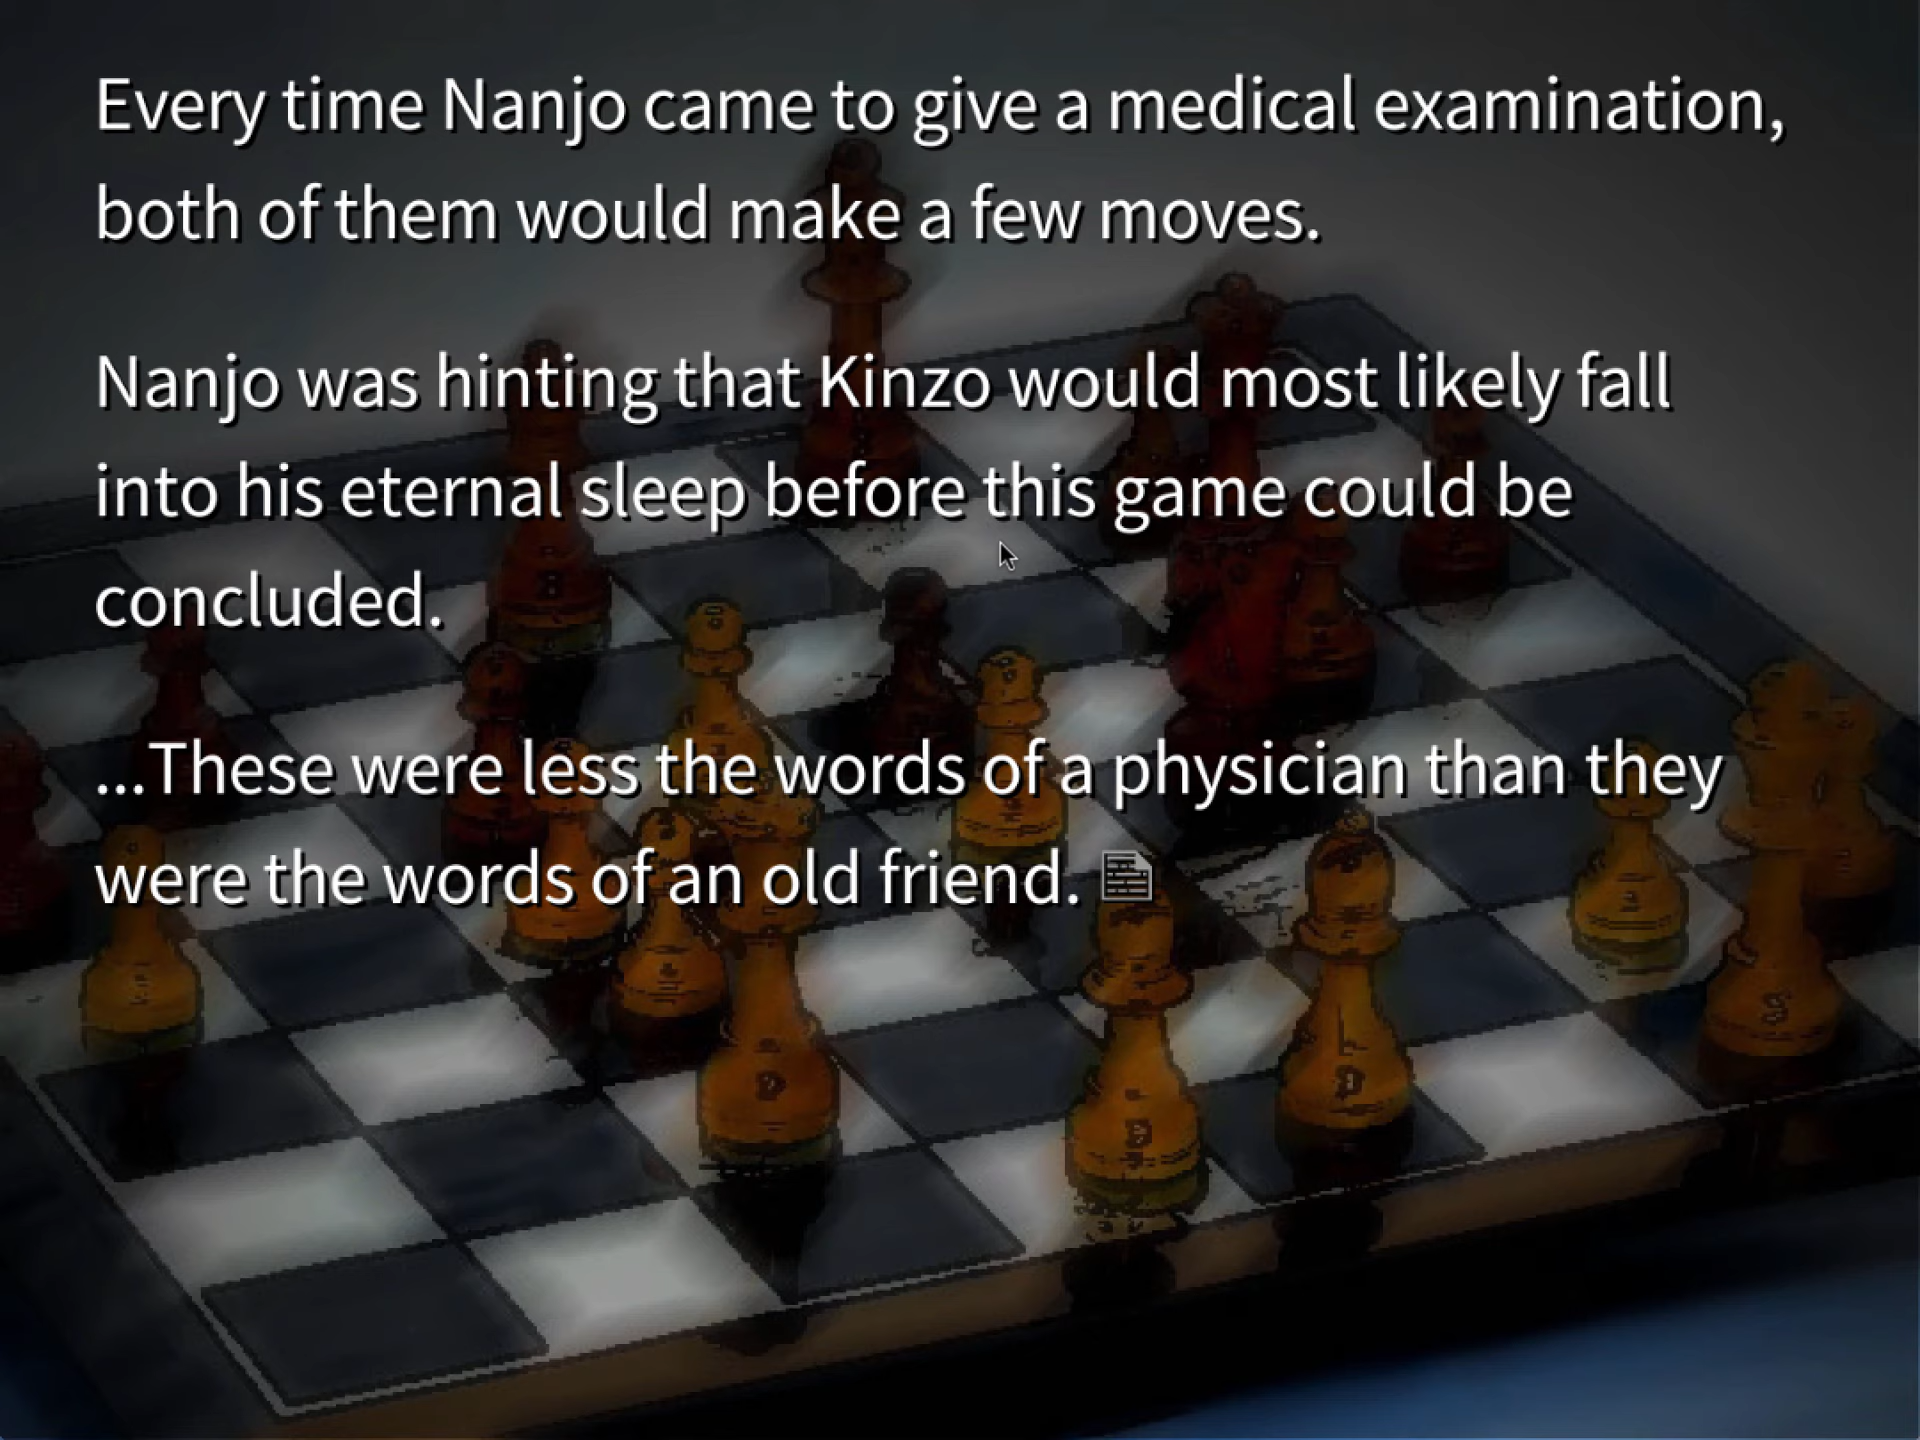 Every time Nanjo came to give a medical examination,
both of them would make a few moves.
Nanjo was hinting that Kinzo would most likely fall
into his eternal sleep before this game could be
concluded.
...These were less the words of a physician than they
were the words of an old friend.